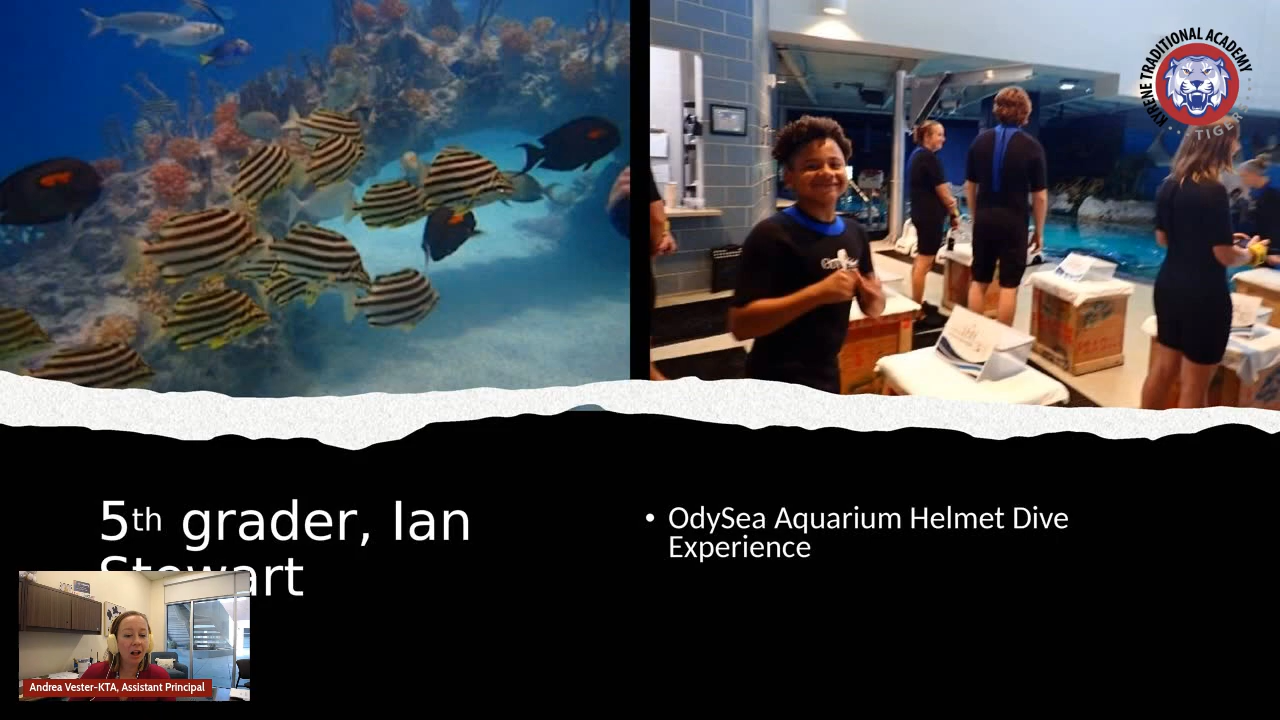 KYRENE TRADITIONAL ACADEMY
TIGERS
5th grader, Ian
Stewart
• OdySea Aquarium Helmet Dive
Experience
Andrea Vester-KTA, Assistant Principal